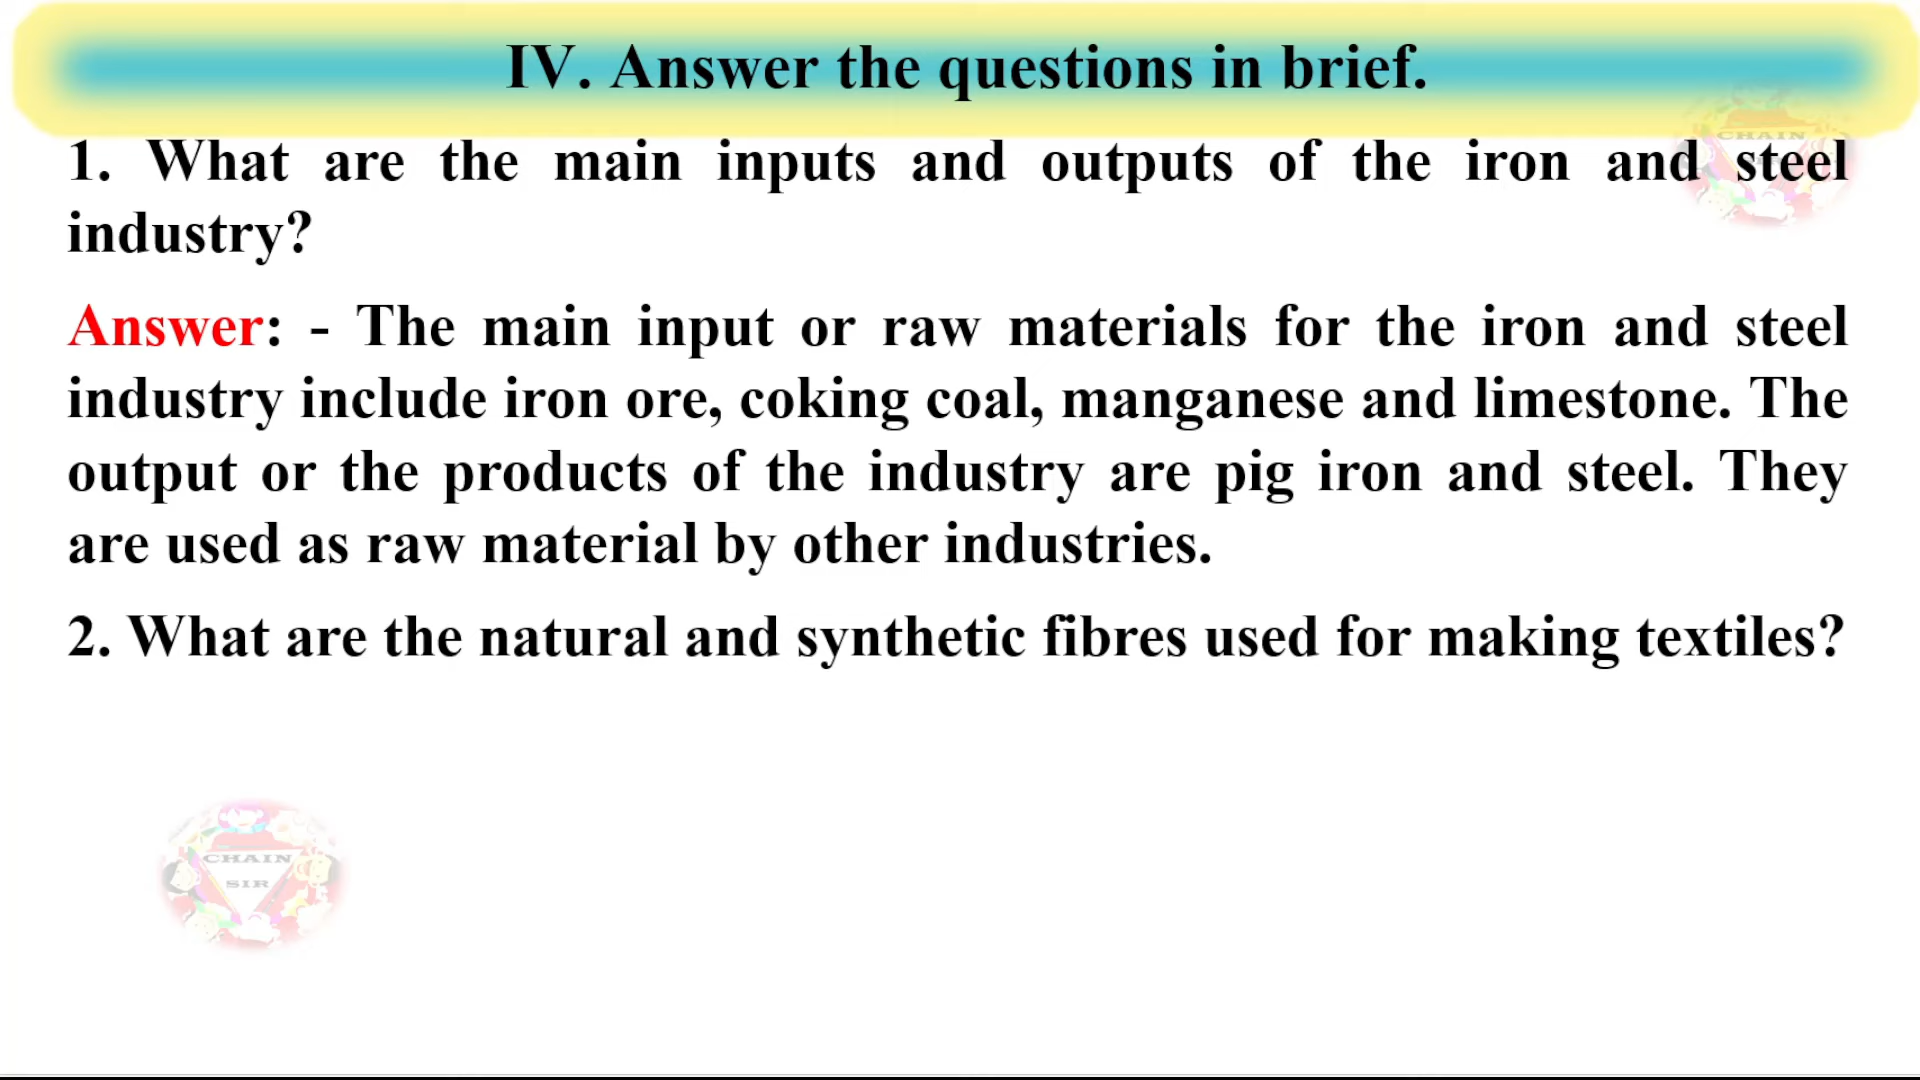 IV. Answer the questions in brief.
CHAIN
1. What are the main inputs and outputs of the iron and steel
industry?
Answer: - The main input or raw materials for the iron and steel
industry include iron ore, coking coal, manganese and limestone. The
output or the products of the industry are pig iron and steel. They
are used as raw material by other industries.
2. What are the natural and synthetic fibres used for making textiles?
CHAIN
SIR